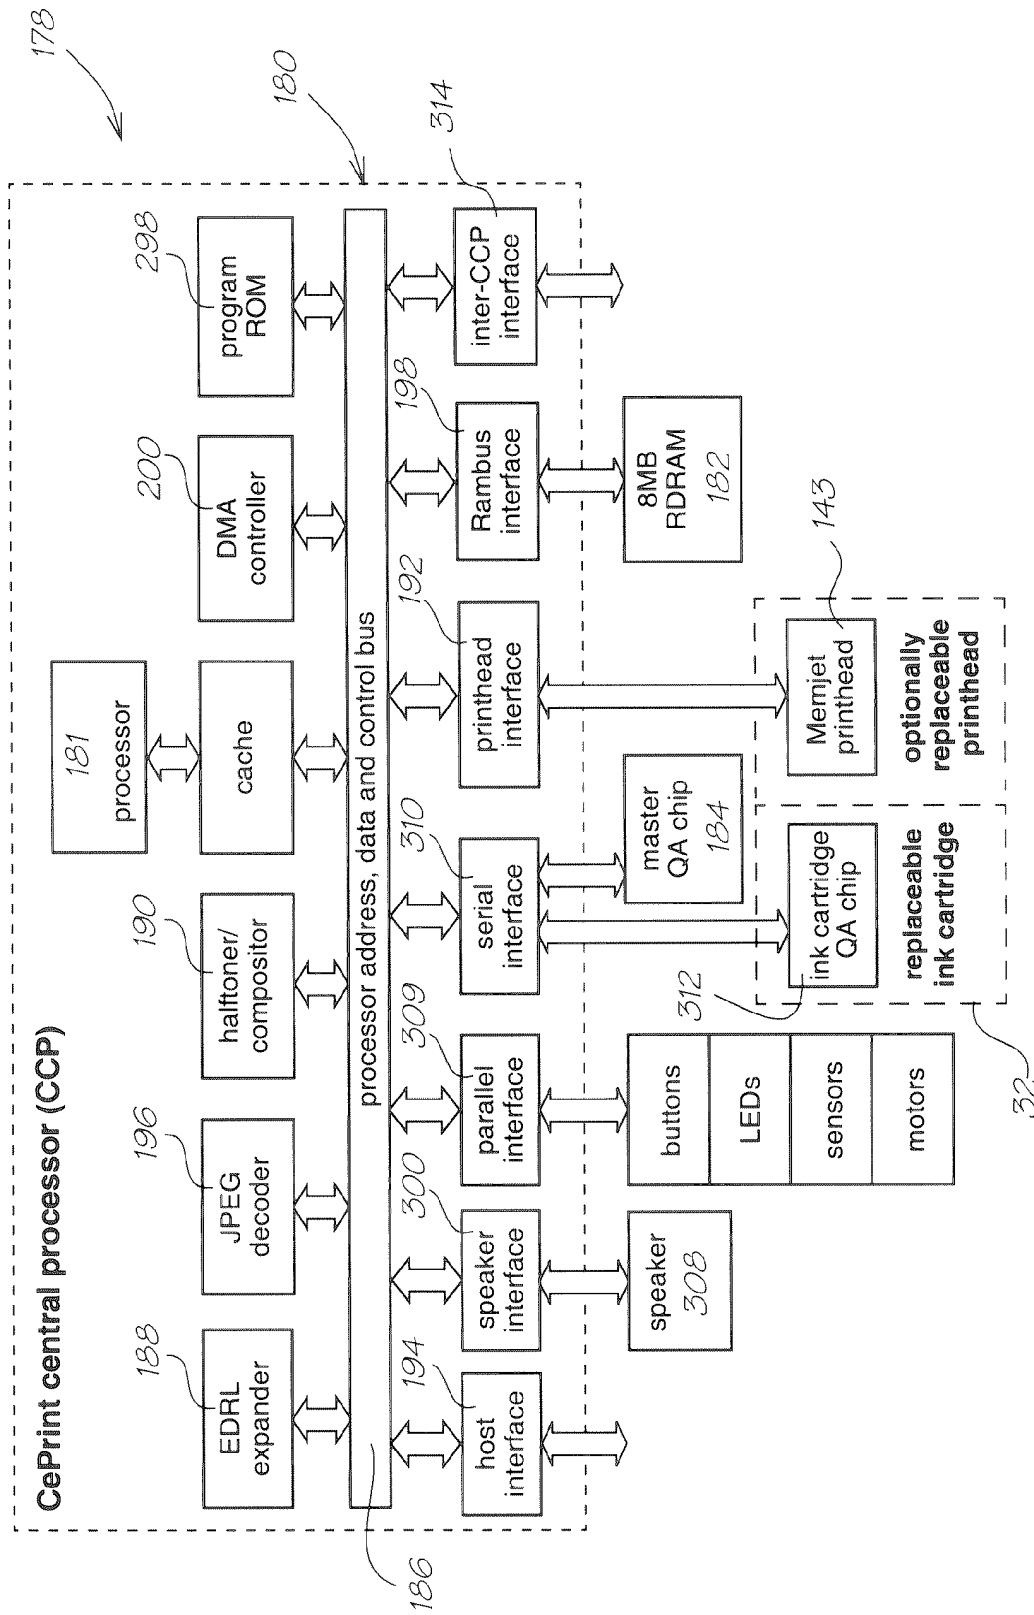 178
CePrint central processor (CCP)
180
181
processor
188
EDRL
expander
196
JPEG
decoder
190
halftoner/
compositor
cache
200
DMA
controller
298
program
ROM
186
processor address, data and control bus
194
host
interface
300
speaker
interface
309
parallel
interface
310
serial
interface
192
printhead
interface
198
Rambus
interface
314
inter-CCP
interface
speaker
308
buttons
LEDs
sensors
motors
master
QA chip
184
8MB
RDRAM
182
312
ink cartridge
QA chip
replaceable
ink cartridge
32
143
Memjet
printhead
optionally
replaceable
printhead